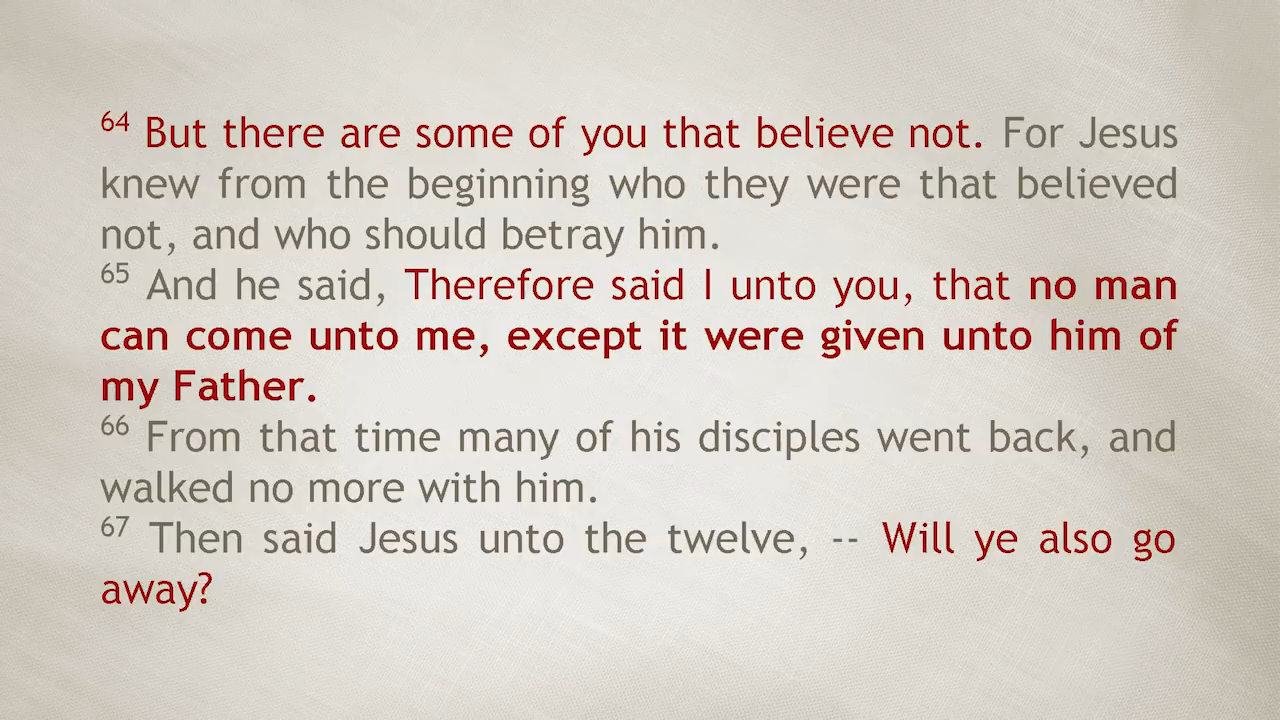 64 But there are some of you that believe not. For Jesus
knew from the beginning who they were that believed
not, and who should betray him.
65 And he said, Therefore said I unto you, that no man
can come unto me, except it were given unto him of
my Father.
66 From that time many of his disciples went back, and
walked no more with him.
67 Then said Jesus unto the twelve, -- Will ye also go
away?